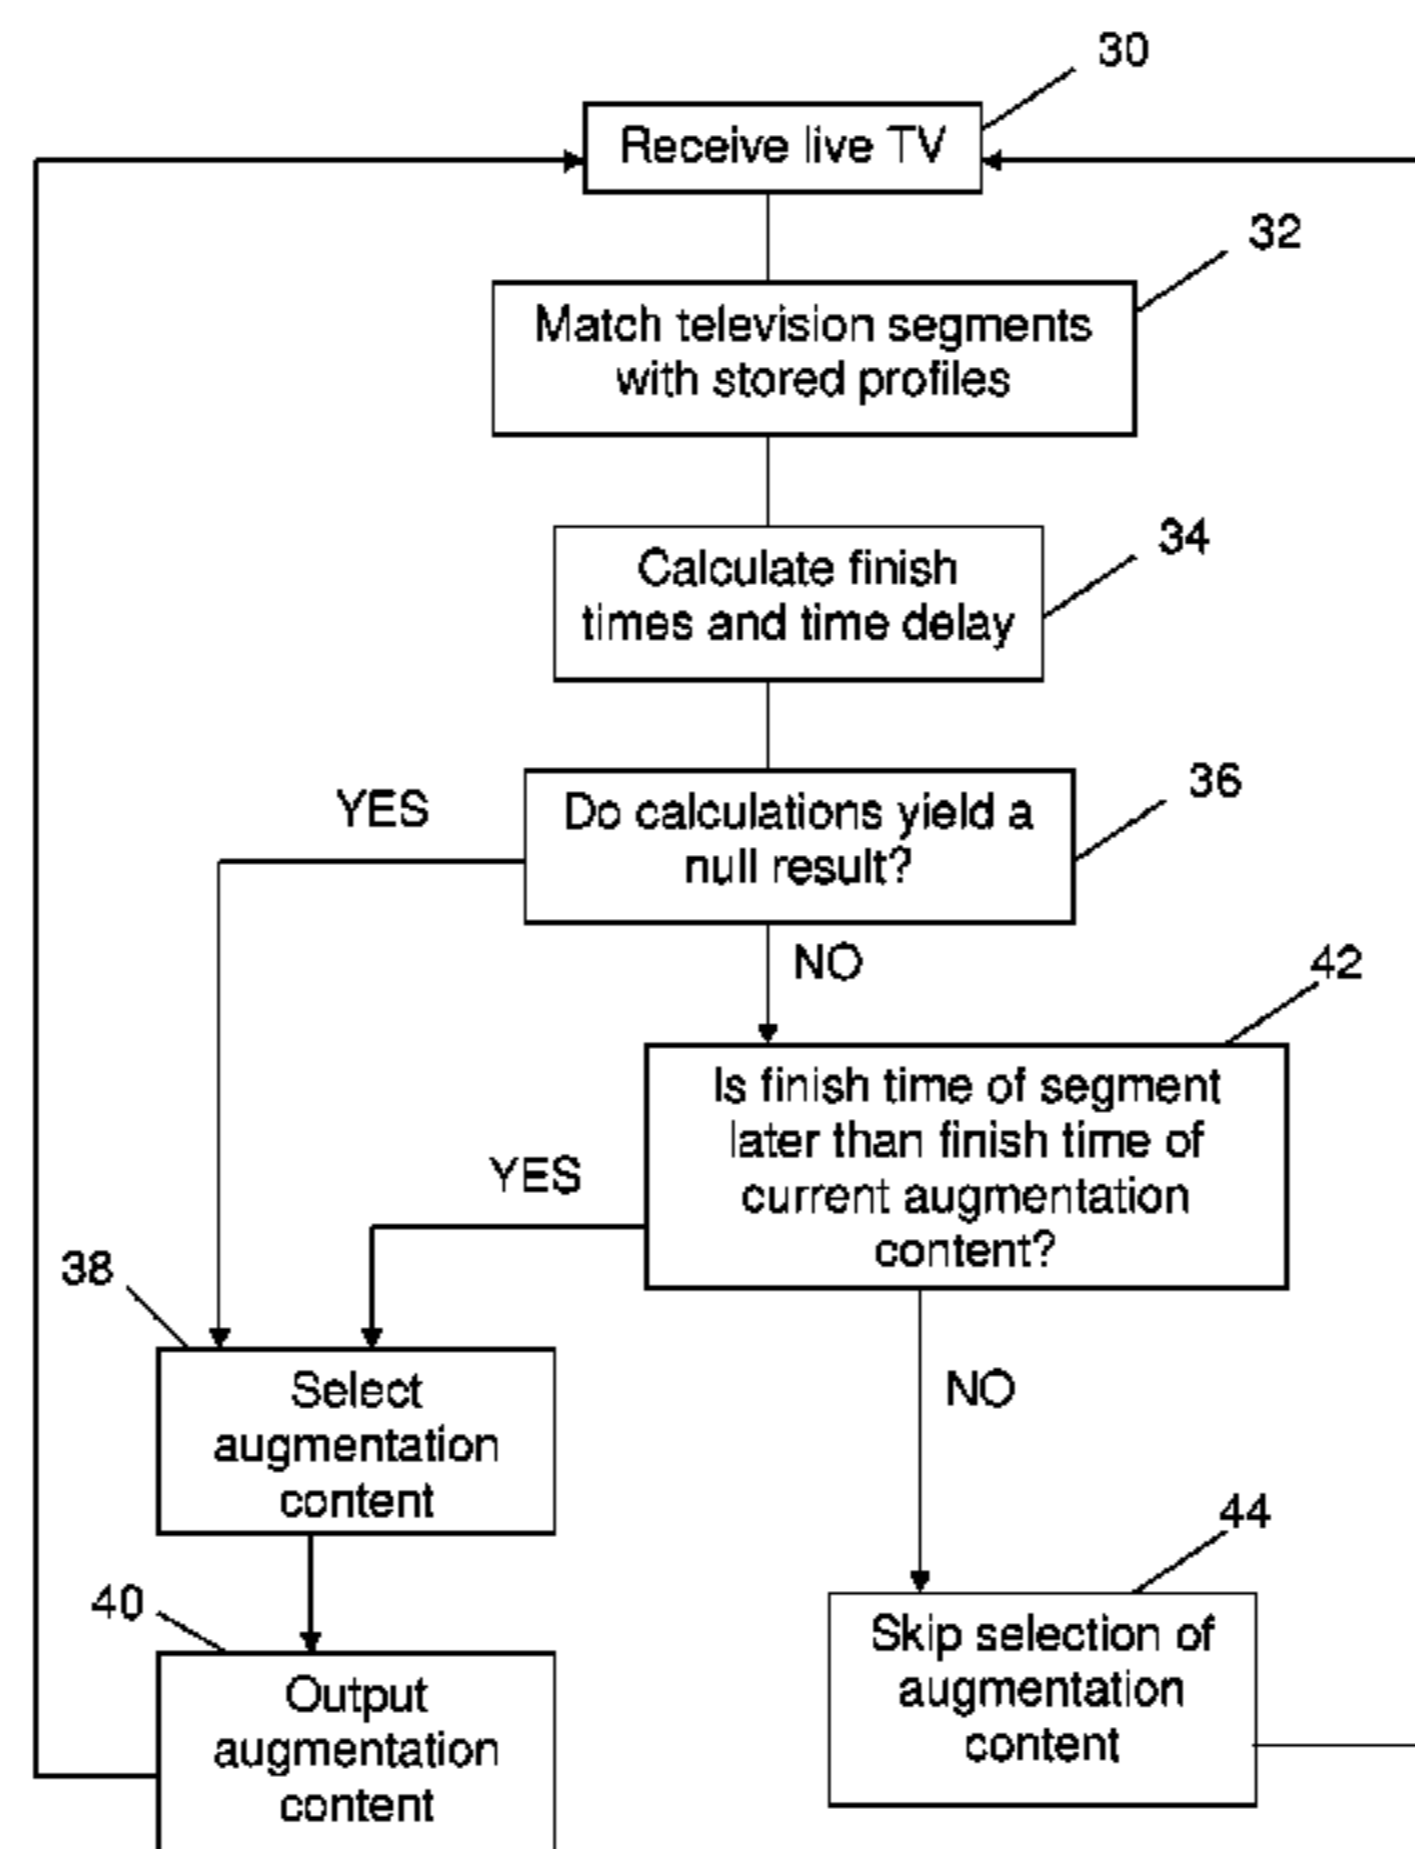 30
Receive live TV
32
Match television segments
with stored profiles
34
Calculate finish
times and time delay
36
YES
Do calculations yield a
null result?
NO
42
Is finish time of segment
later than finish time of
current augmentation
content?
YES
38
Select
augmentation
content
NO
44
40
Output
augmentation
content
Skip selection of
augmentation
content